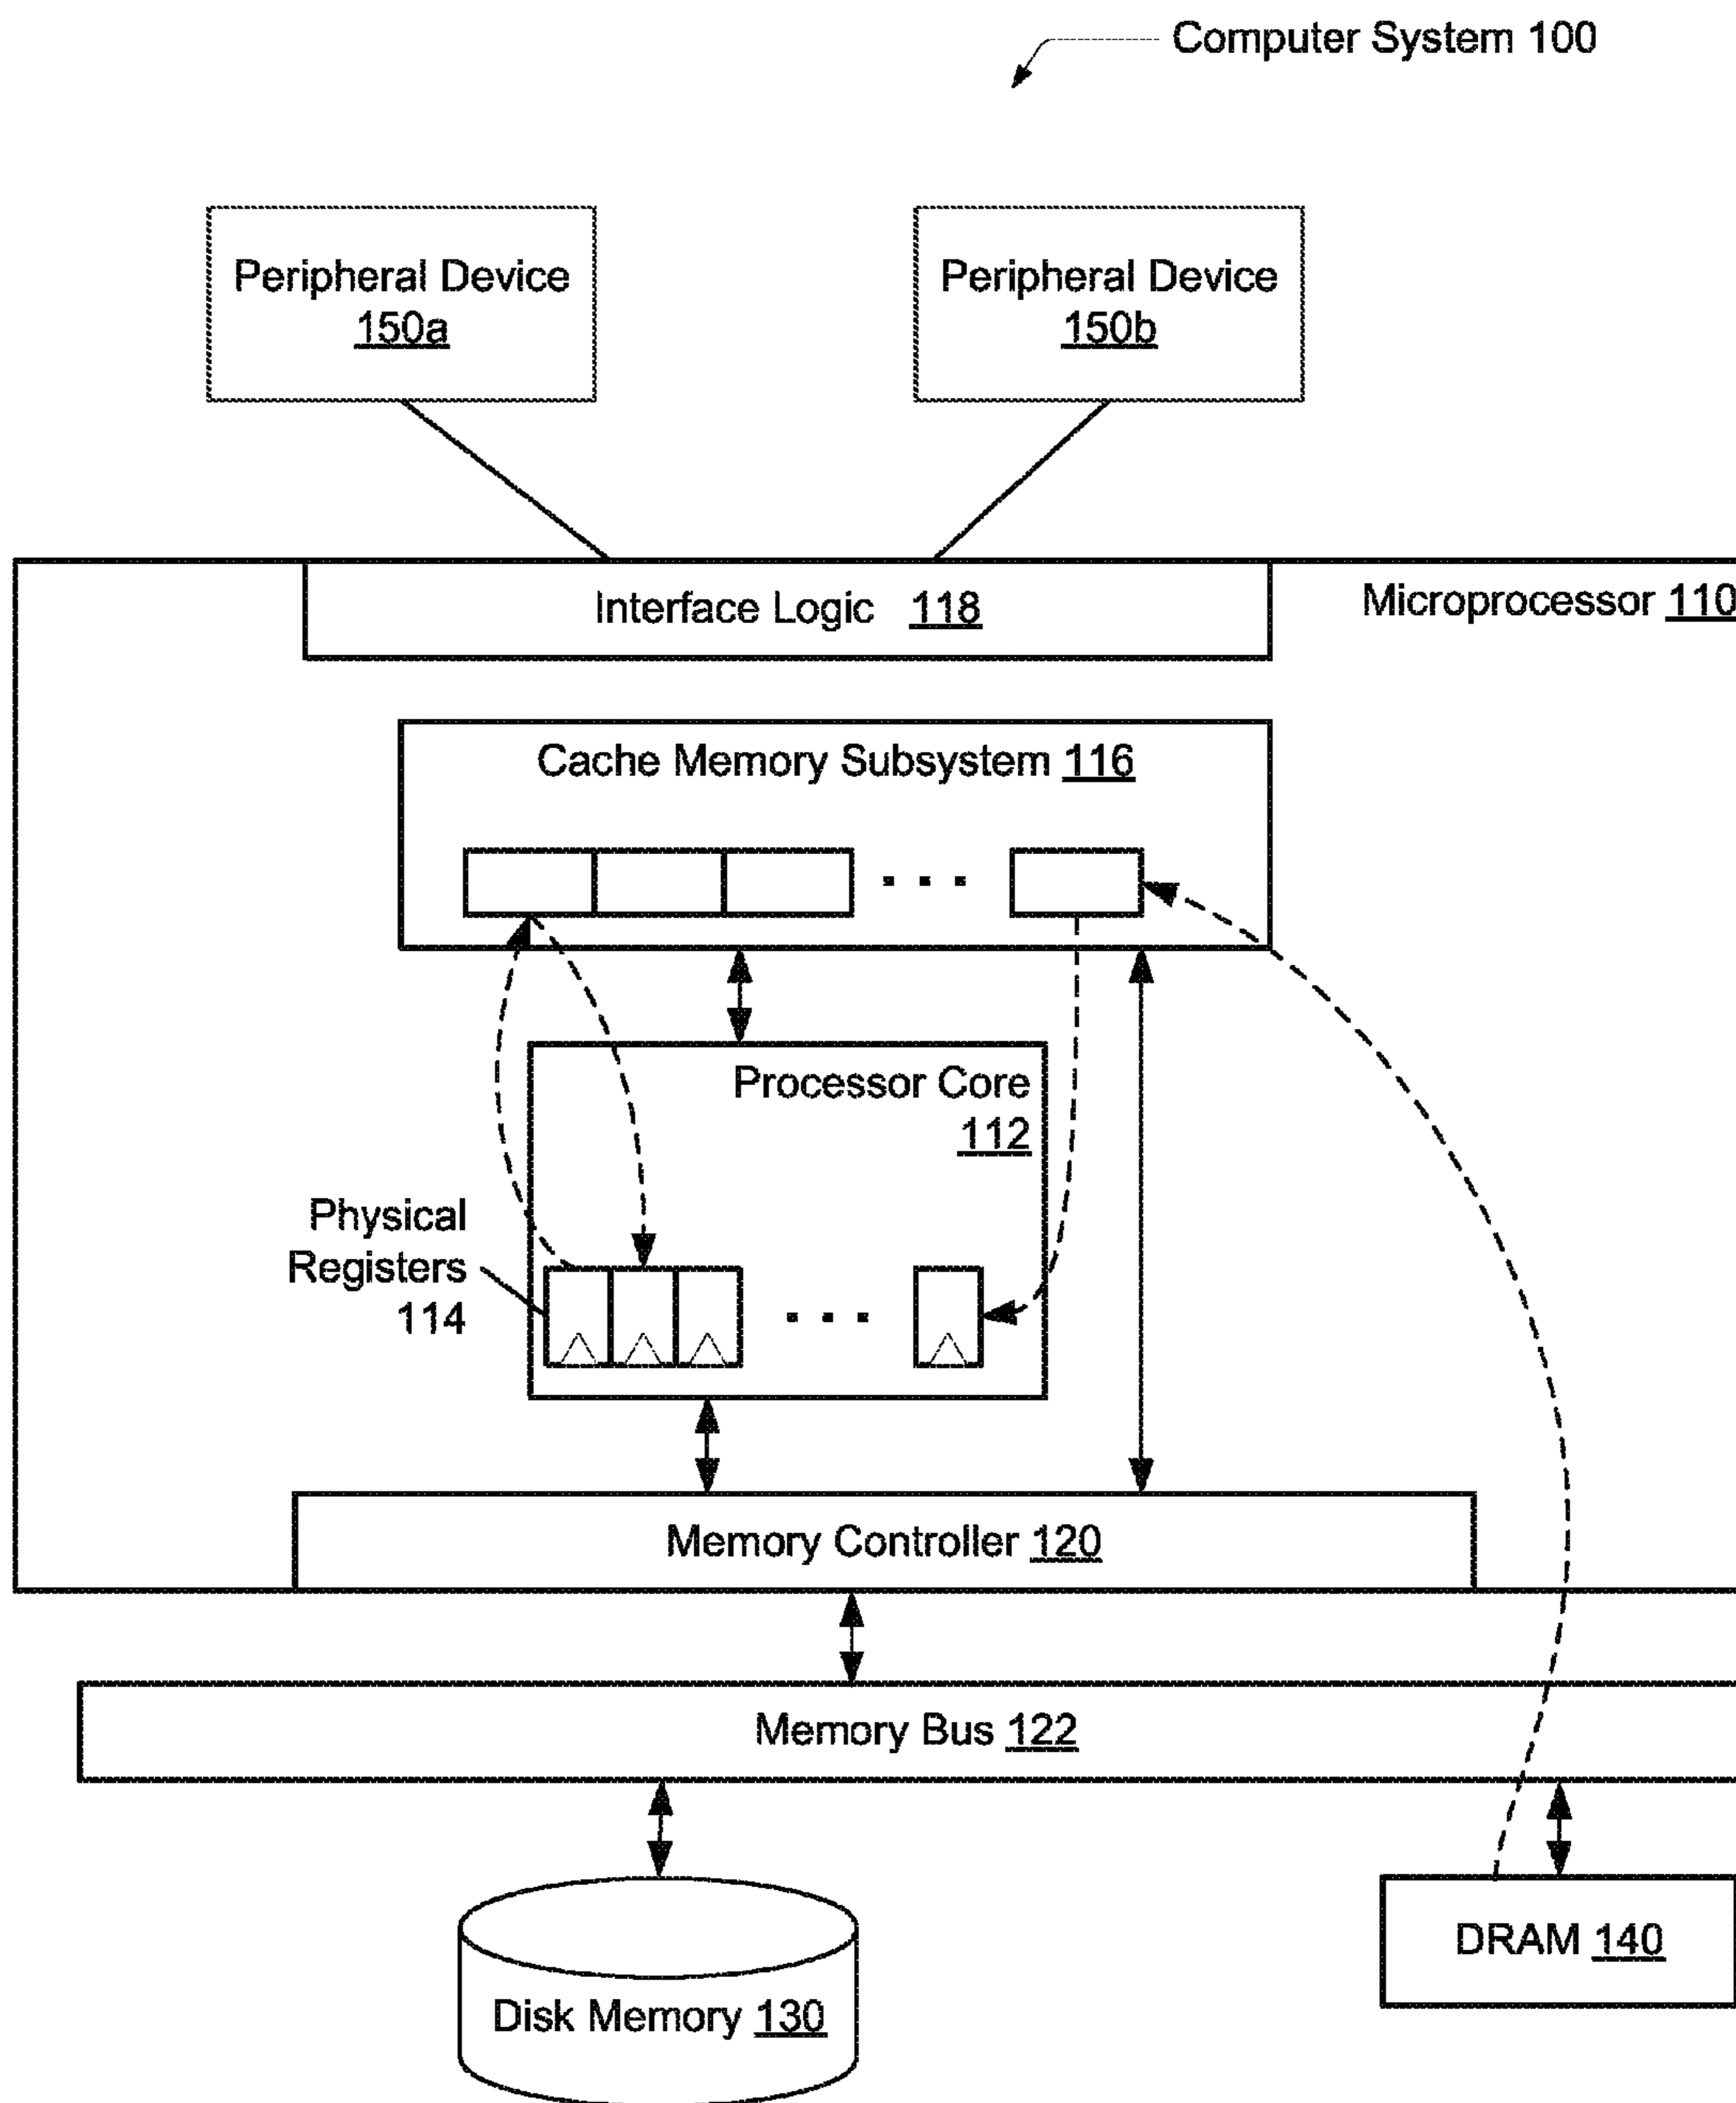 Computer System 100
Peripheral Device
150a
Peripheral Device
150b
Interface Logic 118
Microprocessor 110
Cache Memory Subsystem 116
Processor Core
112
Physical
Registers
114
Memory Controller 120
Memory Bus 122
Disk Memory 130
DRAM 140